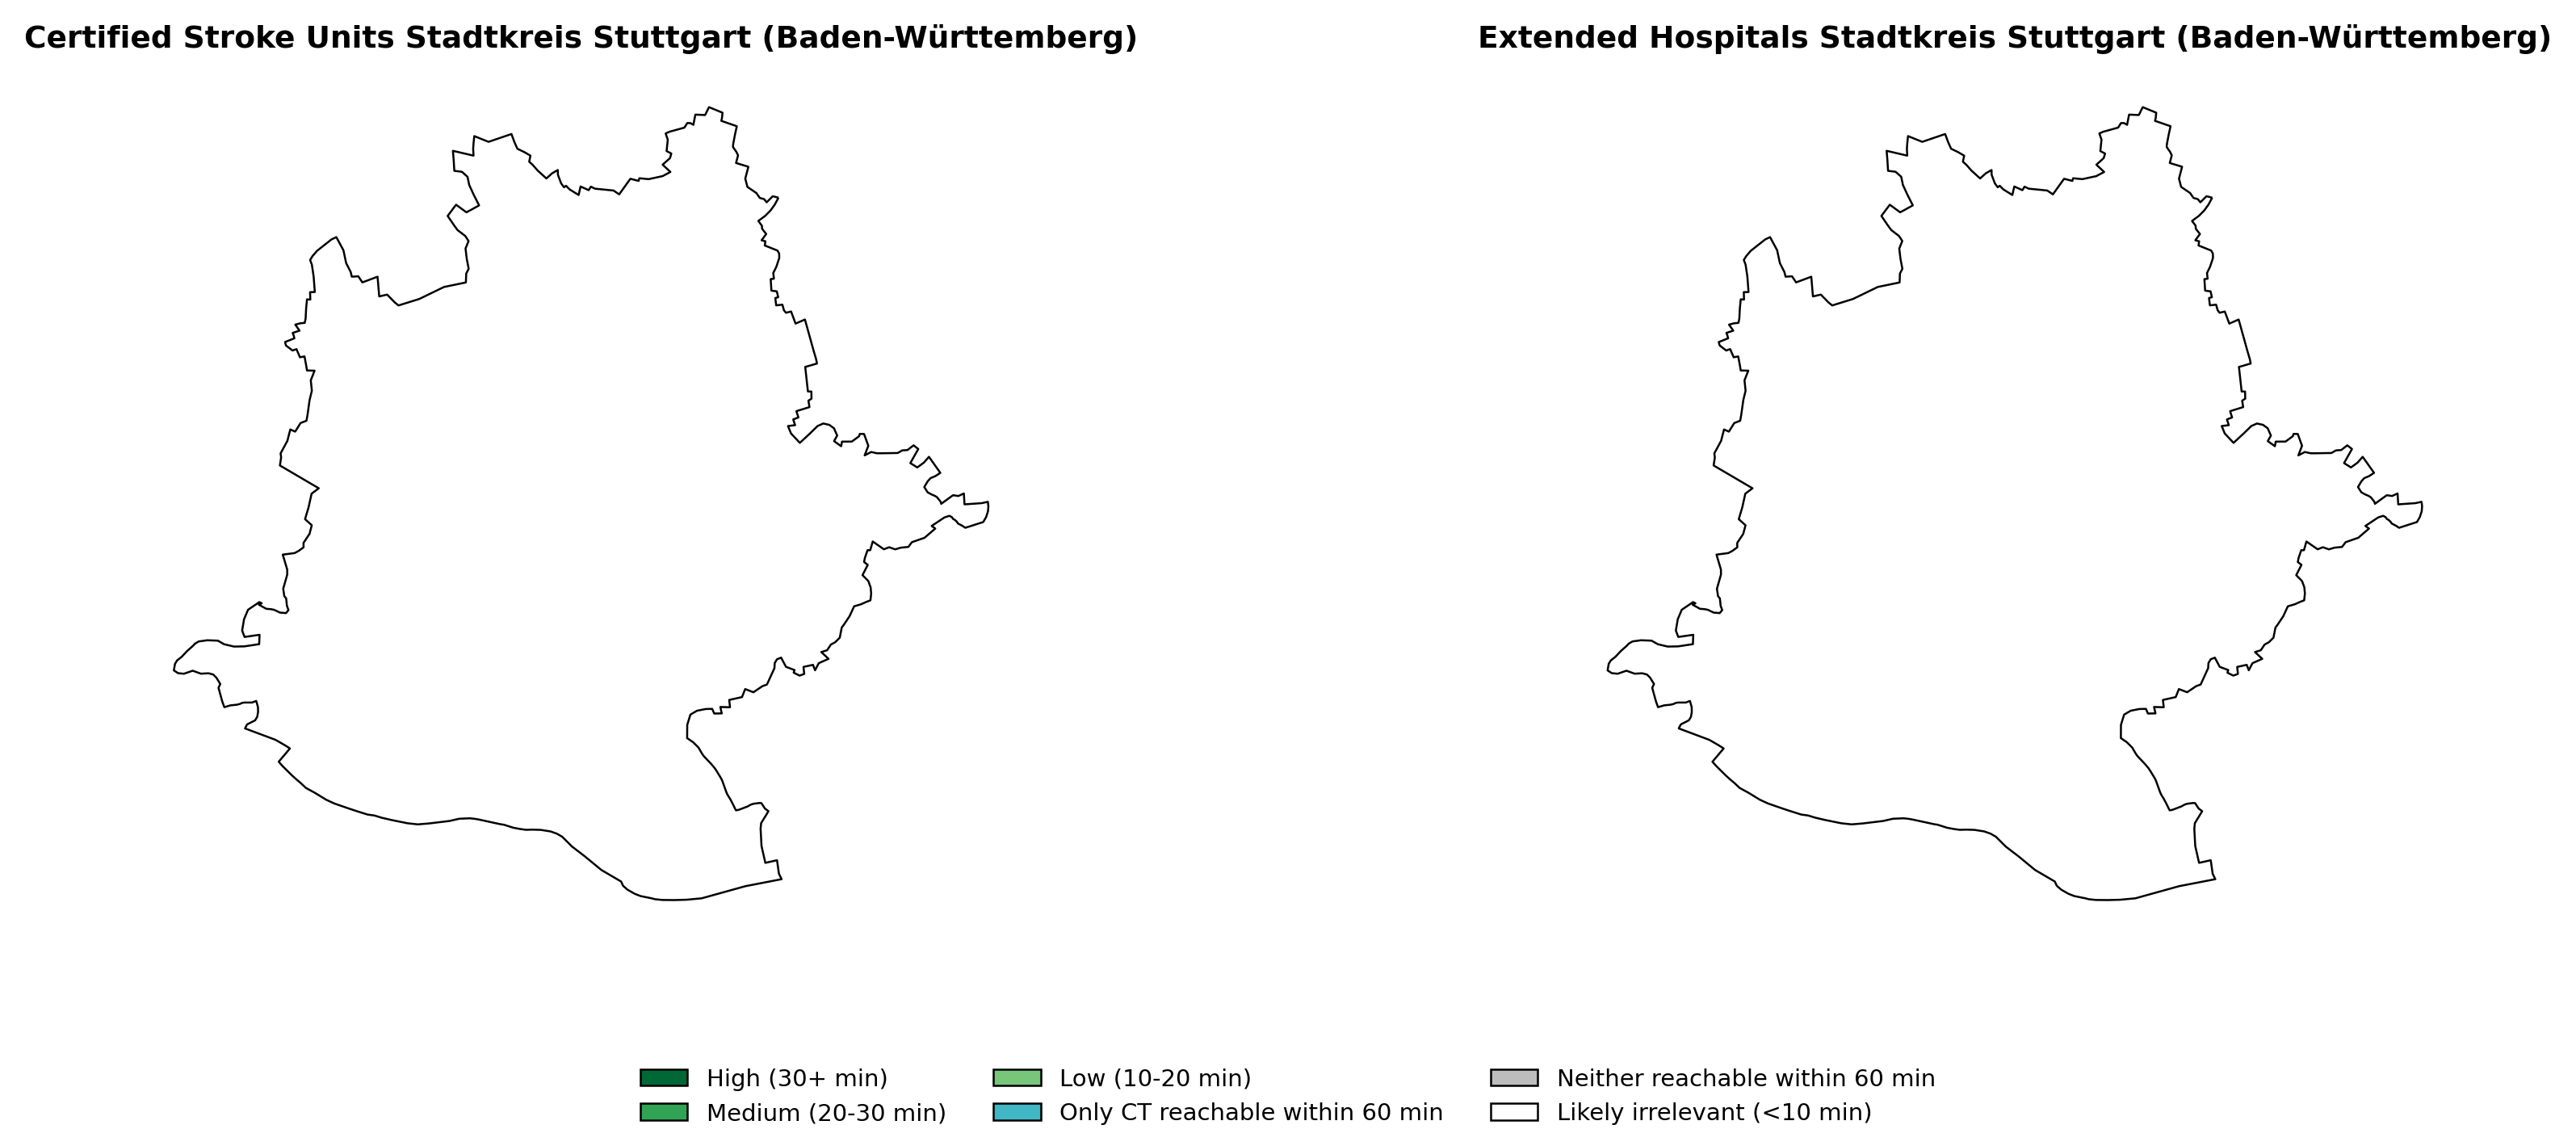 Certified Stroke Units Stadtkreis Stuttgart (Baden-Württemberg)
Extended Hospitals Stadtkreis Stuttgart (Baden-Württemberg)
High (30+ min)
Medium (20-30 min)
Low (10-20 min)
Only CT reachable within 60 min
Neither reachable within 60 min
Likely irrelevant (<10 min)